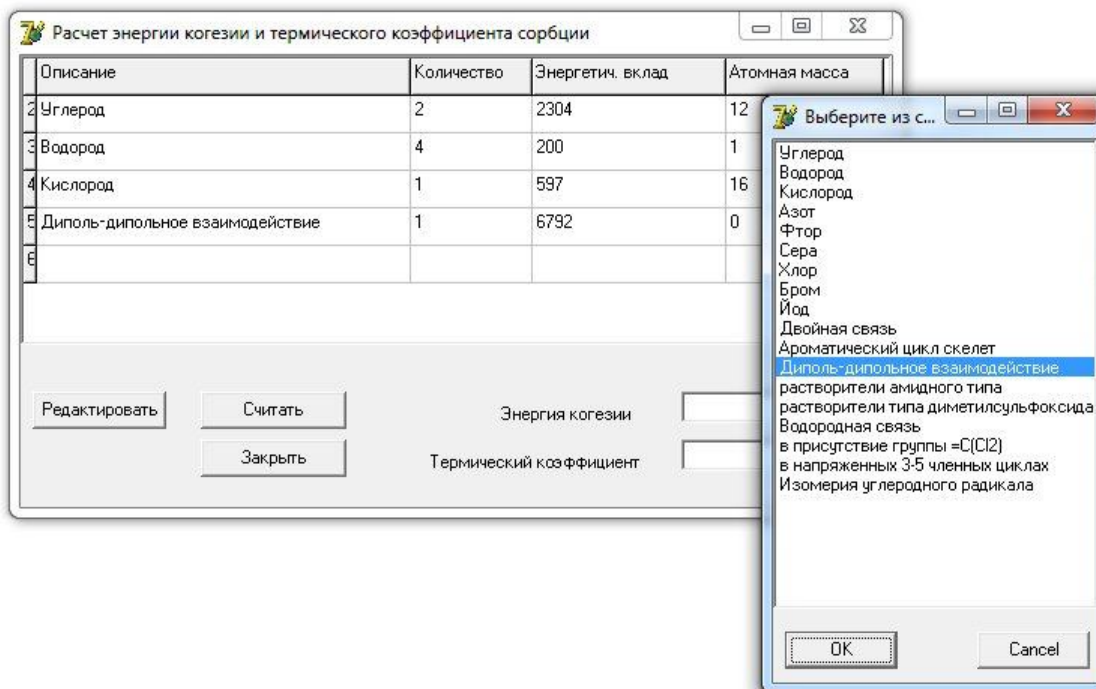 Расчет энергии когезии и термического коэффициента сорбции
Описание Количество Энергетич. вклад Атомная масса
2 Углерод 2 2304 12
3 Водород 4 200 1
4 Кислород 1 597 16
5 Диполь-дипольное взаимодействие 1 6792 0
6
Редактировать Считать Энергия когезии
Закрыть Термический коэффициент
Выберите из с...
Углерод
Водород
Кислород
Азот
Фтор
Сера
Хлор
Бром
Йод
Двойная связь
Ароматический цикл скелет
Диполь-дипольное взаимодействие
растворители амидного типа
растворители типа диметилсульфоксида
Водородная связь
в присутствие группы =C(Cl2)
в напряженных 3-5 членных циклах
Изомерия углеродного радикала
OK Cancel